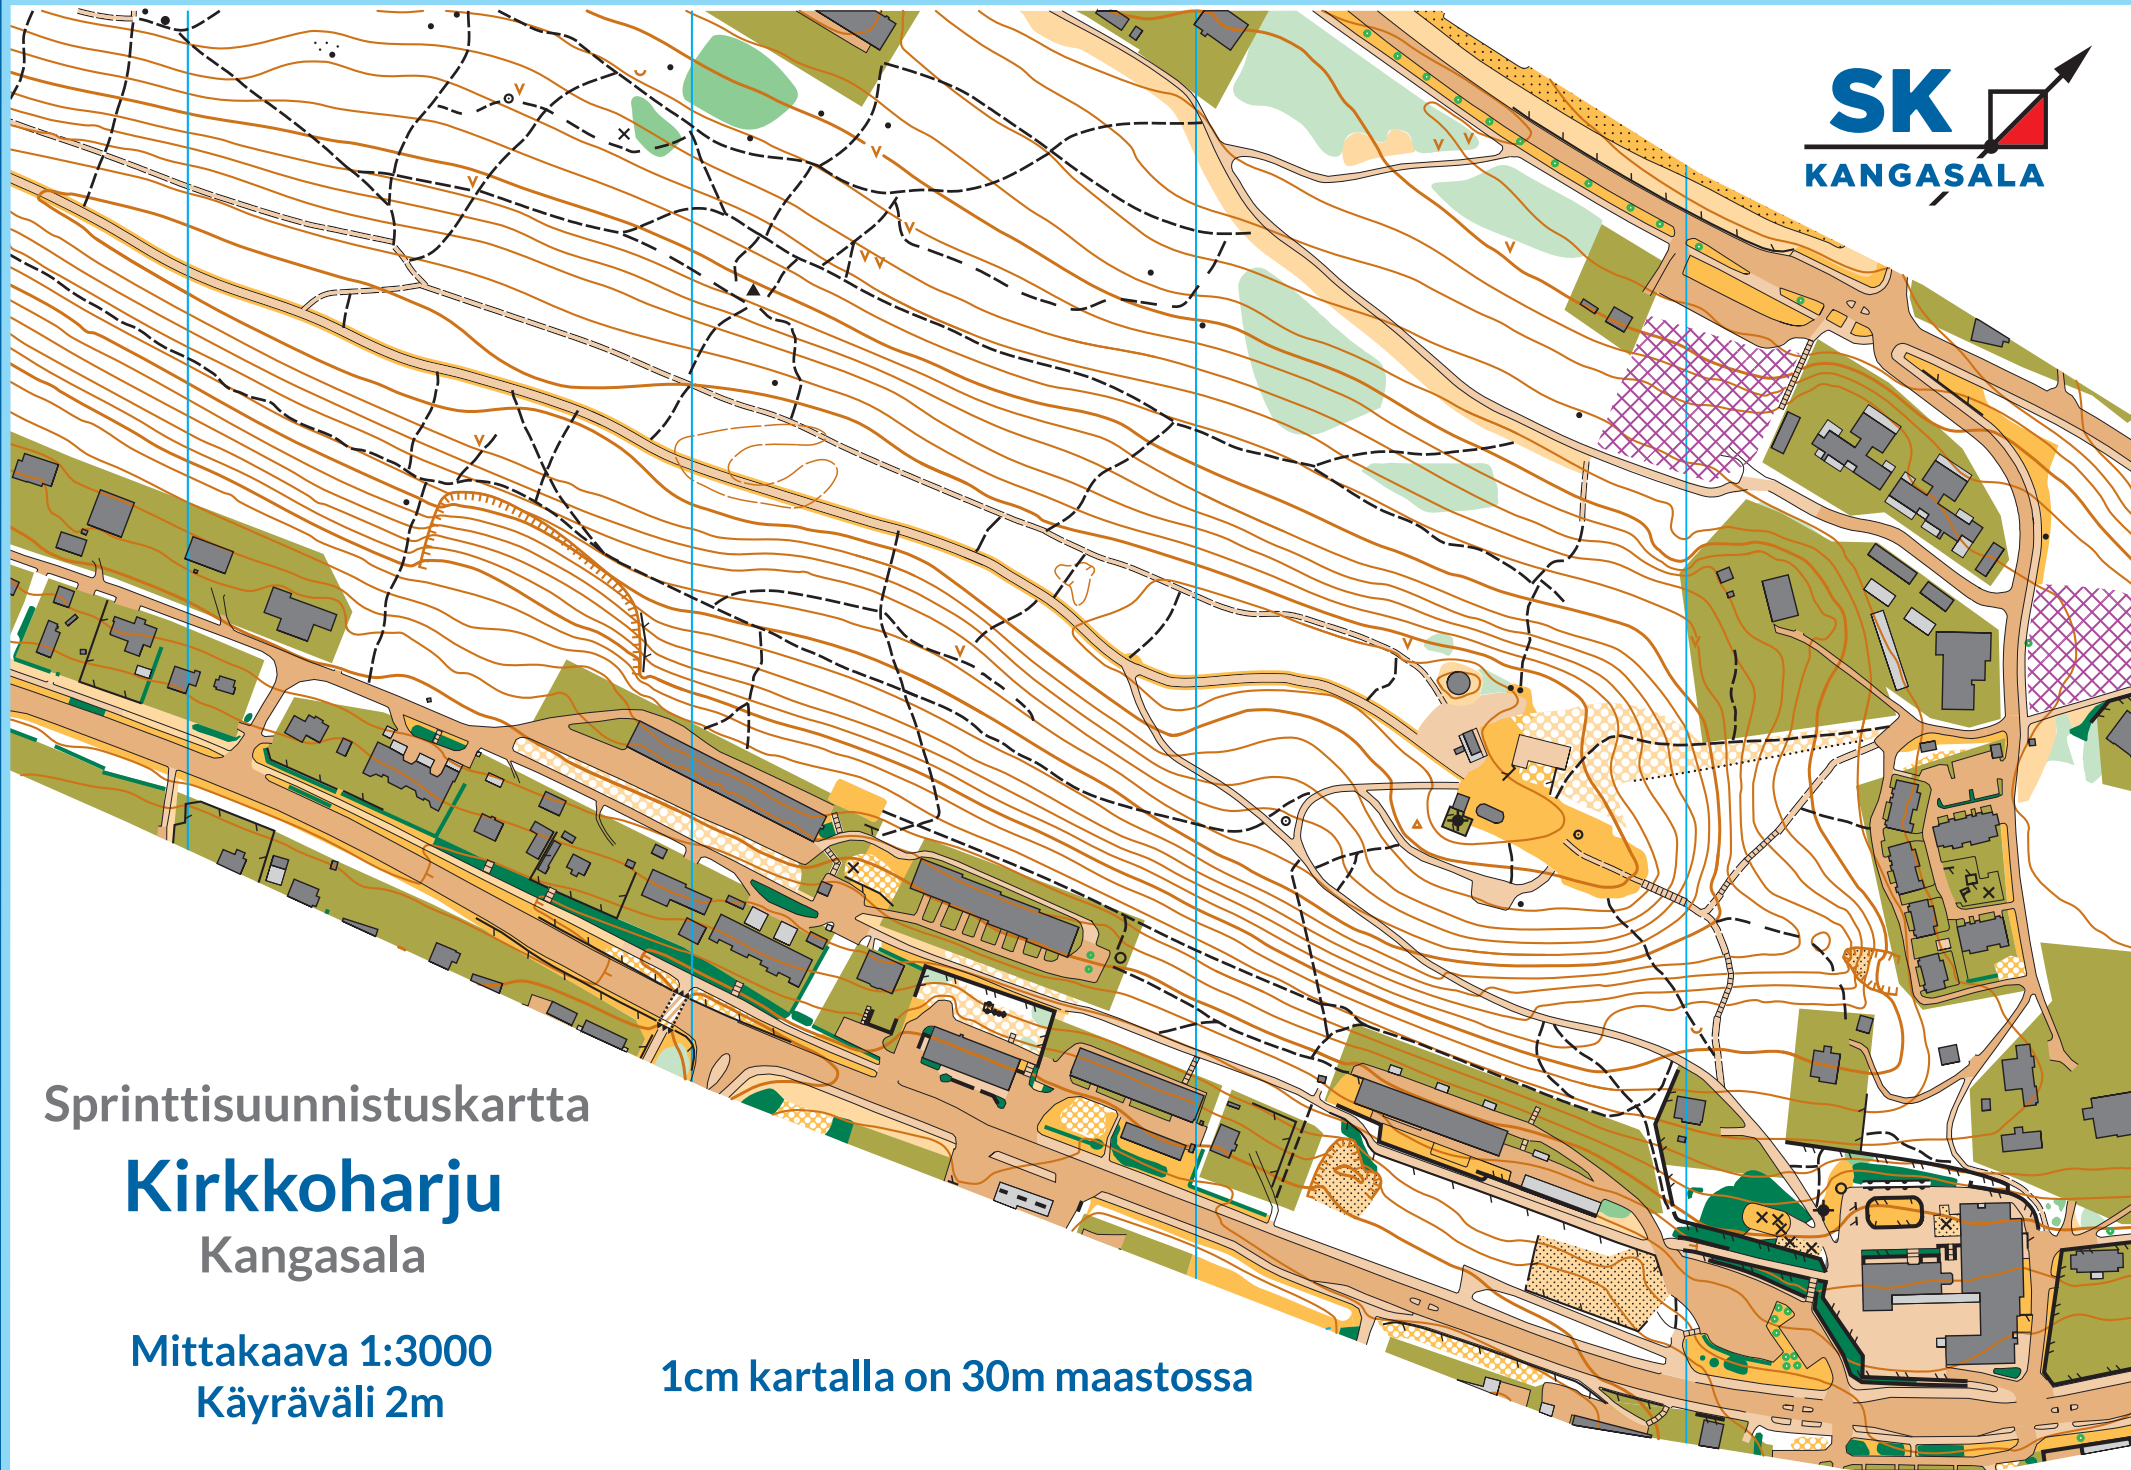 SK
KANGASALA
Sprinttisuunnistuskartta
Kirkkoharju
Kangasala
Mittakaava 1:3000
Käyräväli 2m
1cm kartalla on 30m maastossa